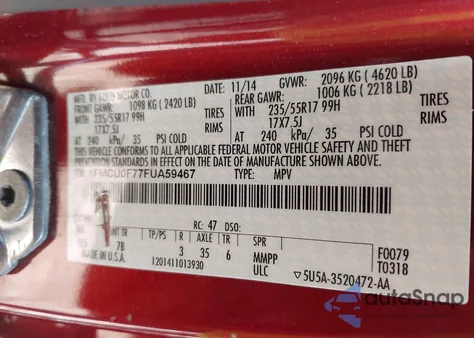 MFD. BY FORD MOTOR CO.
11/14 GVWR: 2096 KG ( 4620 LB)
FRONT GAWR: 1098 KG ( 2420 LB) REAR GAWR: 1006 KG ( 2218 LB)
235/55R17 99H TIRES 235/55R17 99H TIRES
17X7.5J RIMS 17X7.5J RIMS
AT 240 kPa/ 35 PSI COLD AT 240 kPa/ 35 PSI COLD
THIS VEHICLE CONFORMS TO ALL APPLICABLE FEDERAL MOTOR VEHICLE SAFETY AND THEFT
PREVENTION STANDARDS IN EFFECT ON THE DATE OF MANUFACTURE SHOWN ABOVE.
1FMCU0F77FUA59467 TYPE: MPV
RC: 47 DSO:
TR TP/PS R AXLE TR SPR F0079
7B 3 35 6 MMPP T0318
MADE IN U.S.A. 1201411013930 ULC ▽5U5A-3520472-AA
autoSnap